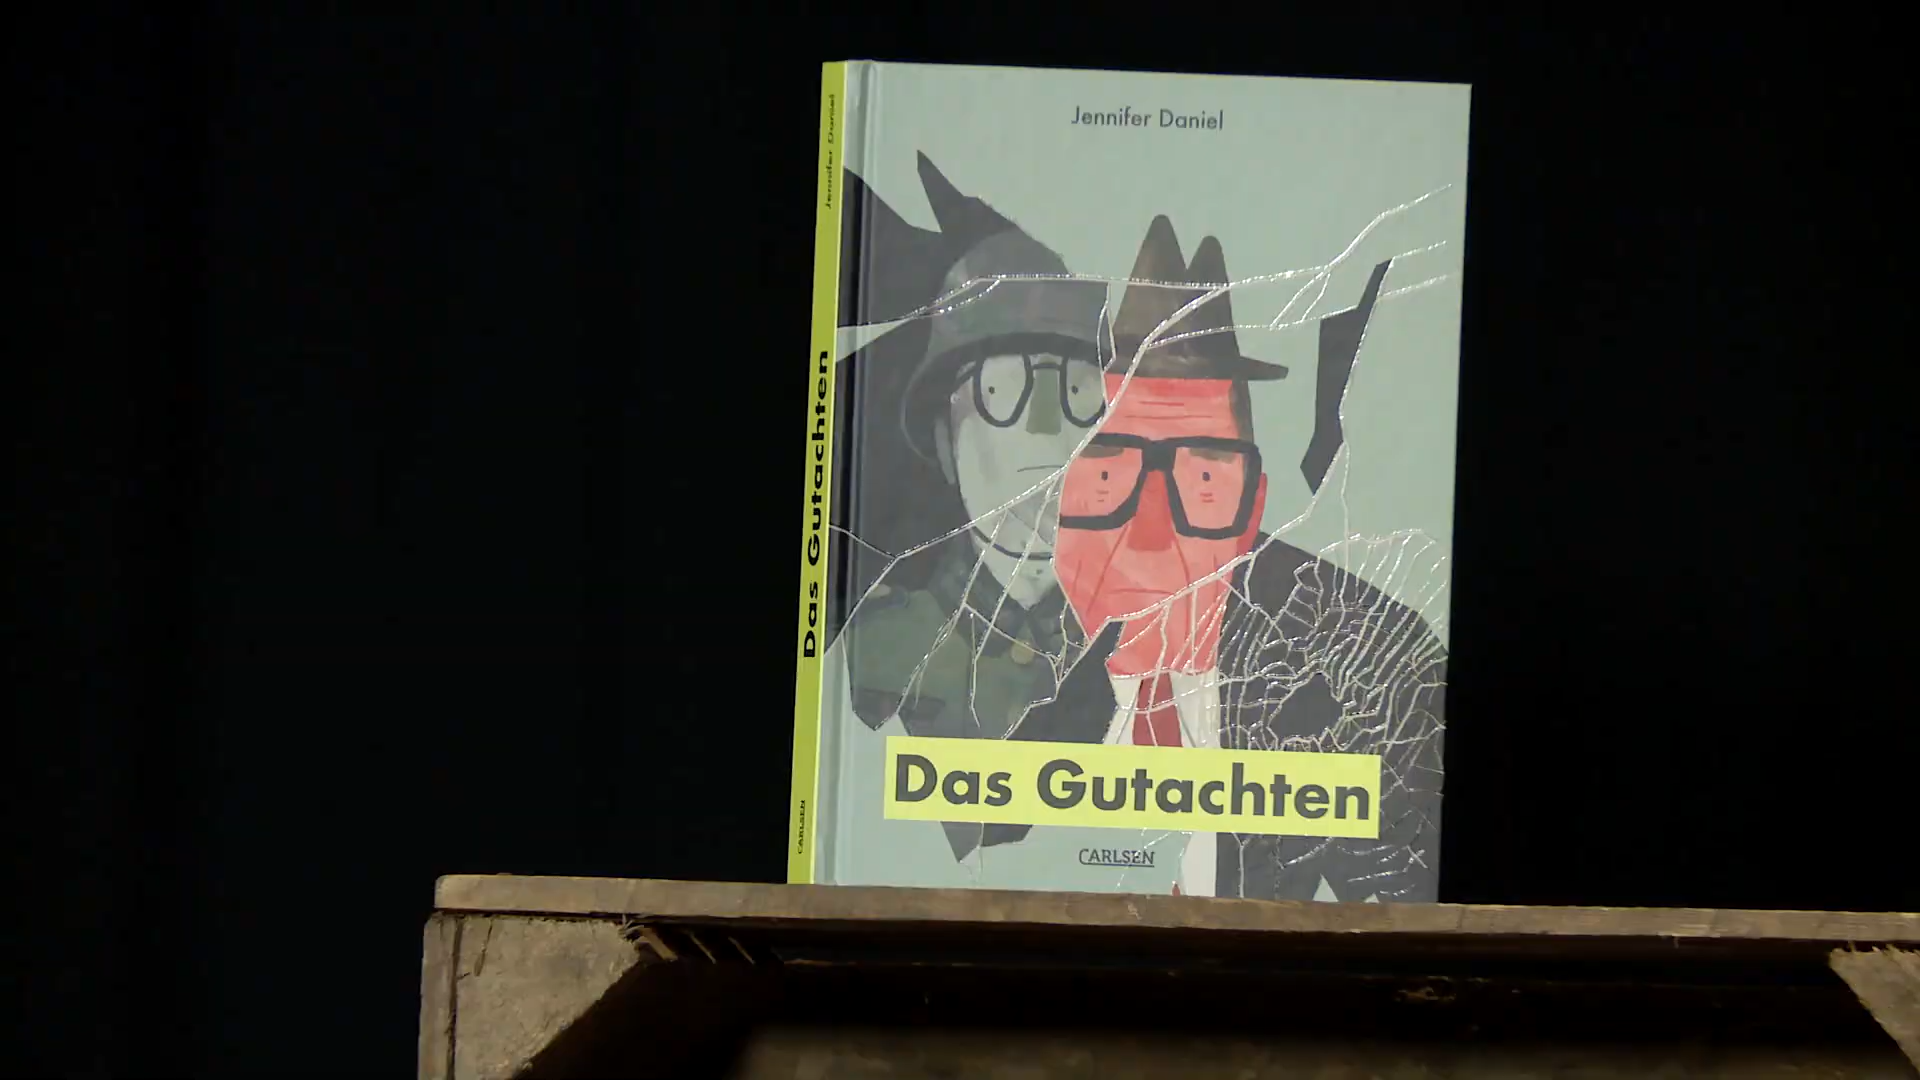 Jennifer Daniel
Das Gutachten
CARLSEN
Jennifer Daniel
Das Gutachten
CARLSEN